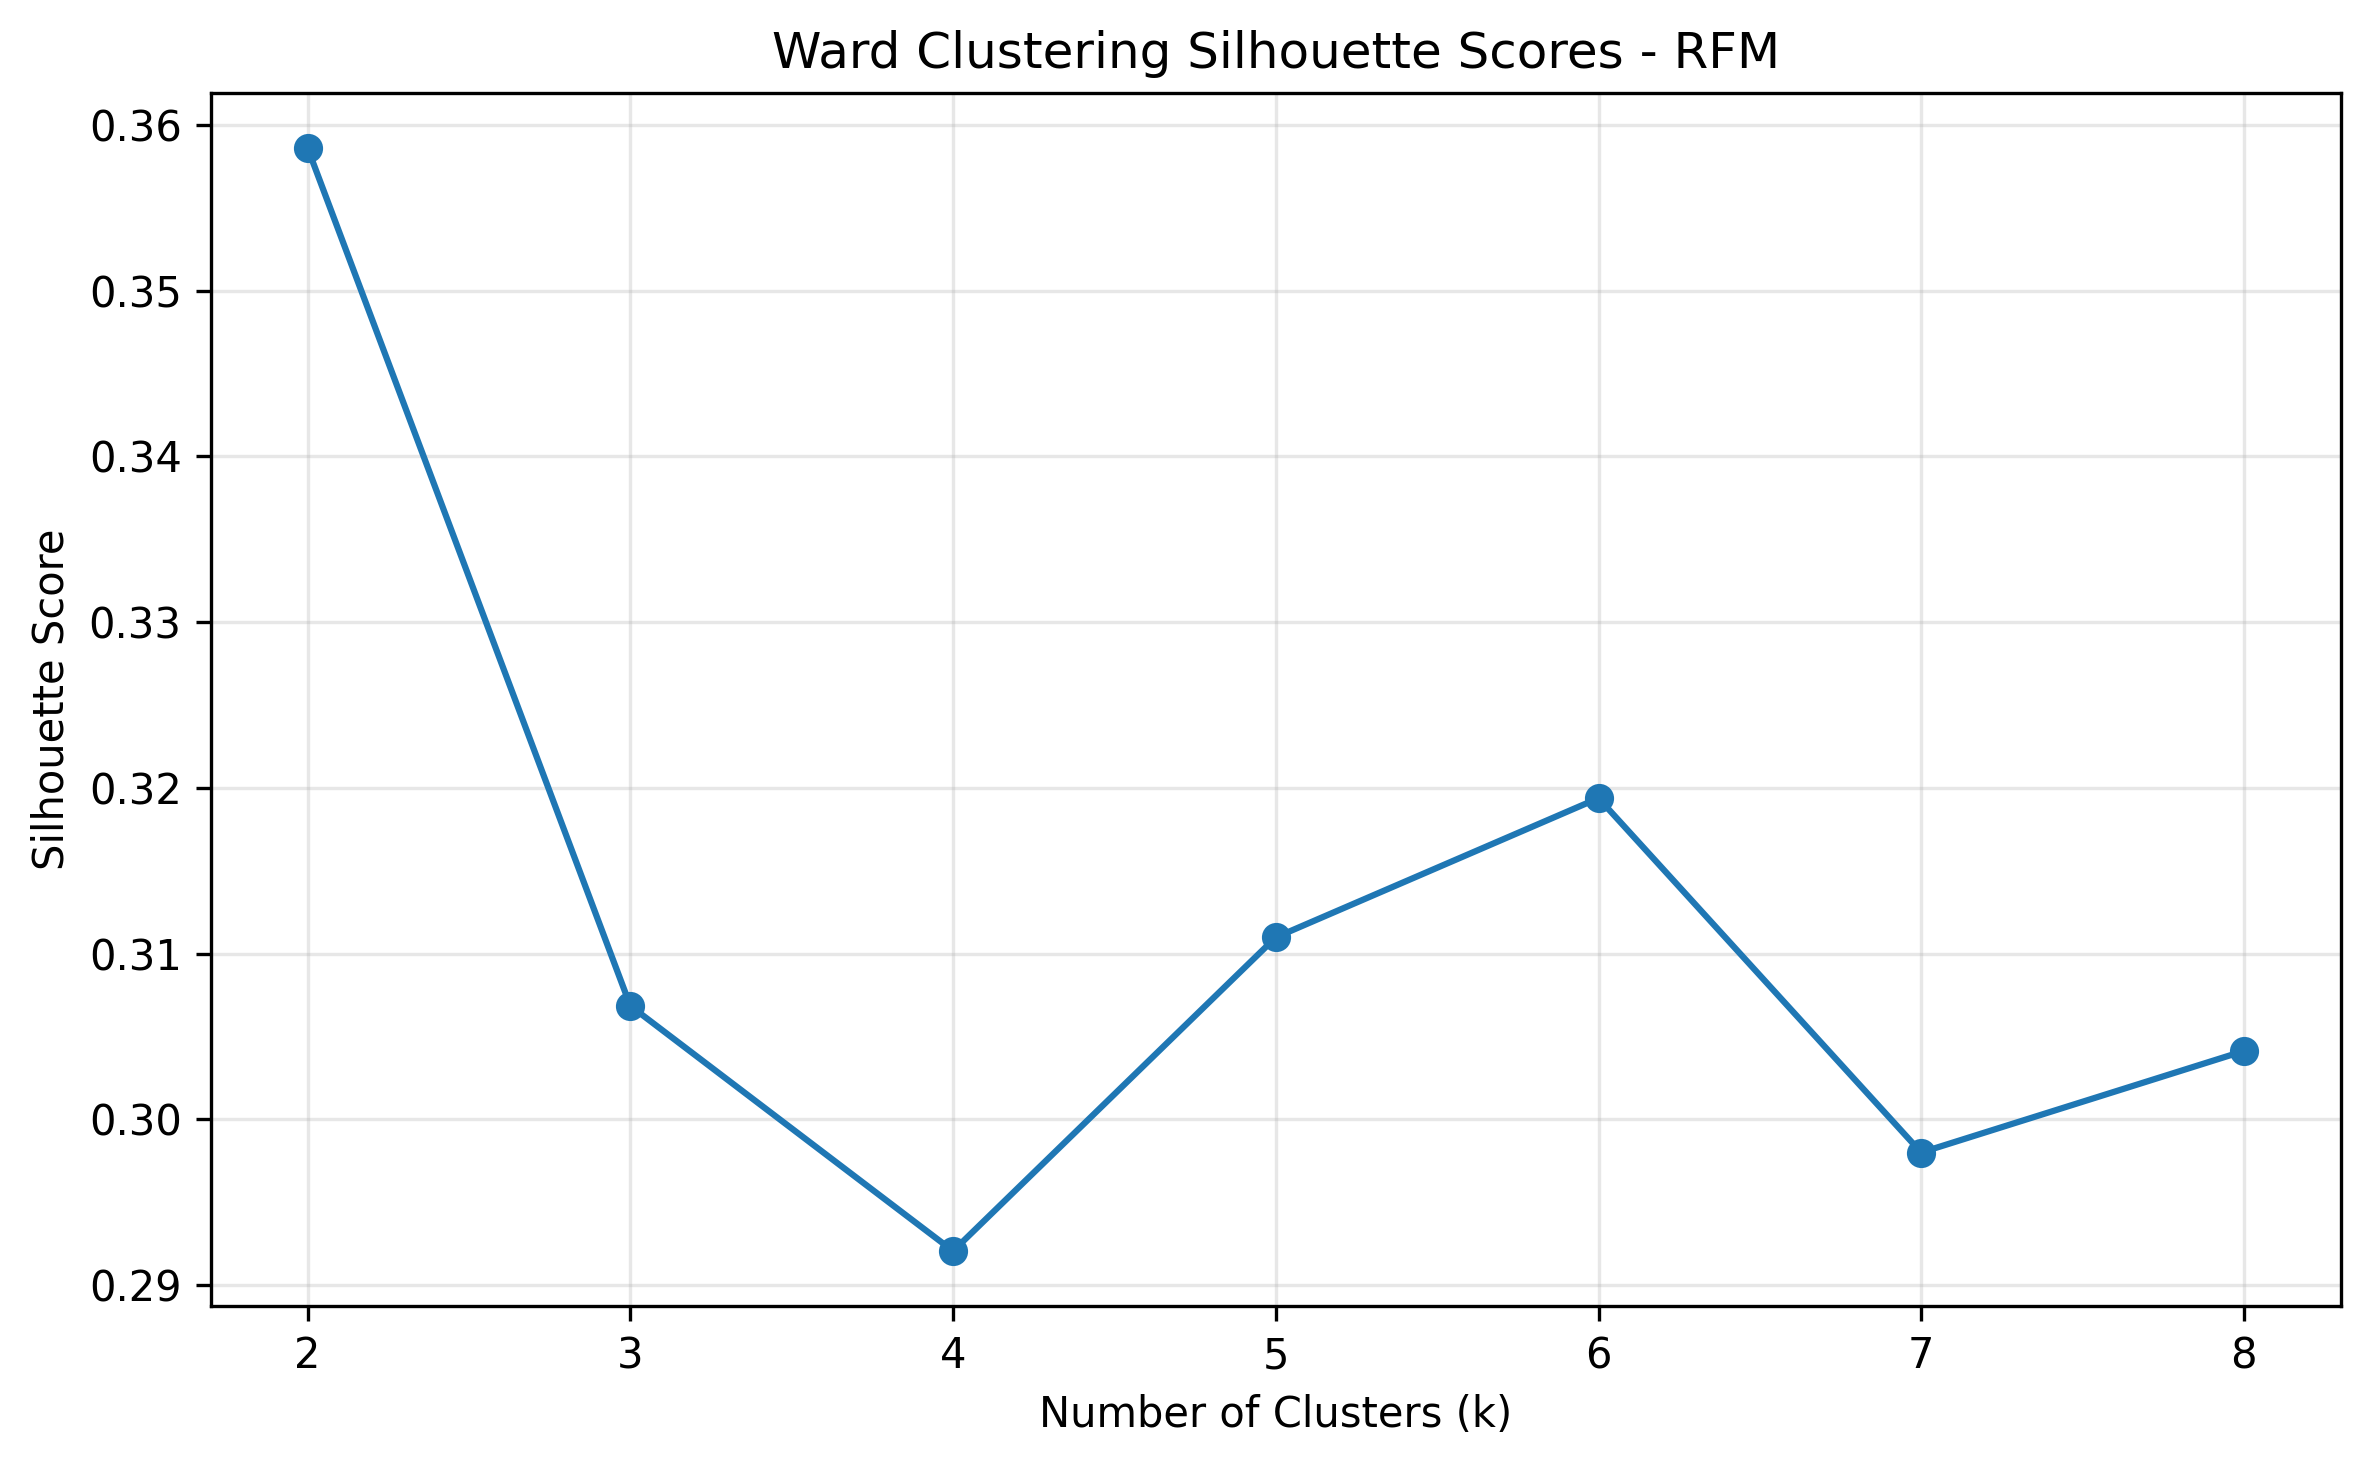 Ward Clustering Silhouette Scores - RFM
0.36
0.35
0.34
0.33
0.32
0.31
0.30
0.29
Silhouette Score
2 3 4 5 6 7 8
Number of Clusters (k)